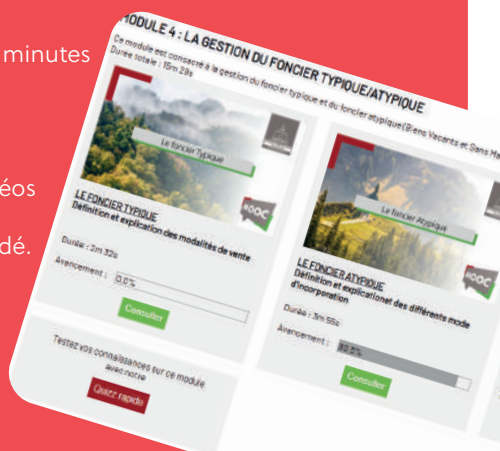 minutes
éos
dé.
MODULE 4 : LA GESTION DU FONCIER TYPIQUE/ATYPIQUE
Ce module est consacré à la gestion du foncier typique et du foncier atypique (Biens Vacants et Sans Ma
Durée totale : 15m 29s
Le foncier Typique
MOOC
LE FONCIER TYPIQUE
Définition et explication des modalités de vente
Durée : 2m 32s
Avancement : 0.0%
Consulter
Le foncier Atypique
MOOC
LE FONCIER ATYPIQUE
Définition et explicationet des différents mode
d'incorporation
Durée : 3m 55s
Avancement : 90.0%
Consulter
Testez vos connaissances sur ce module
avec notre
Quizz rapide